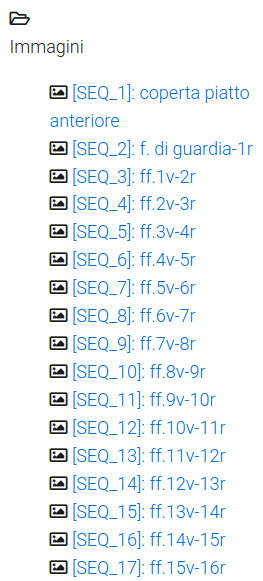 Immagini
[SEQ_1]: coperta piatto
anteriore
[SEQ_2]: f. di guardia-1r
[SEQ_3]: ff.1v-2r
[SEQ_4]: ff.2v-3r
[SEQ_5]: ff.3v-4r
[SEQ_6]: ff.4v-5r
[SEQ_7]: ff.5v-6r
[SEQ_8]: ff.6v-7r
[SEQ_9]: ff.7v-8r
[SEQ_10]: ff.8v-9r
[SEQ_11]: ff.9v-10r
[SEQ_12]: ff.10v-11r
[SEQ_13]: ff.11v-12r
[SEQ_14]: ff.12v-13r
[SEQ_15]: ff.13v-14r
[SEQ_16]: ff.14v-15r
[SEQ_17]: ff.15v-16r